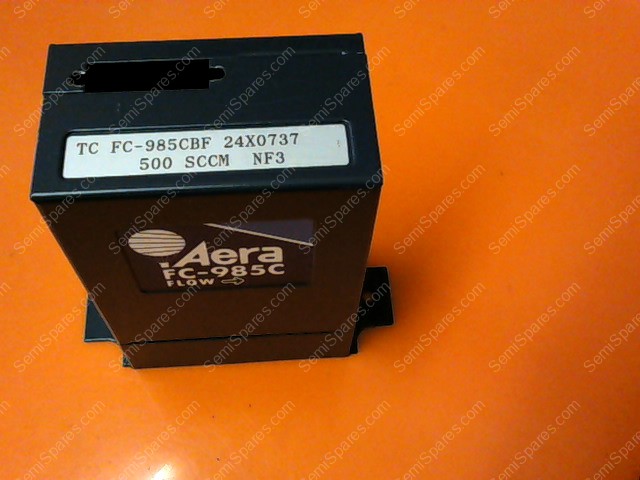 TC FC-985CBF 24X0737
500 SCCM NF3
Aera
FC-985C
FLOW →
SemiSpares.com